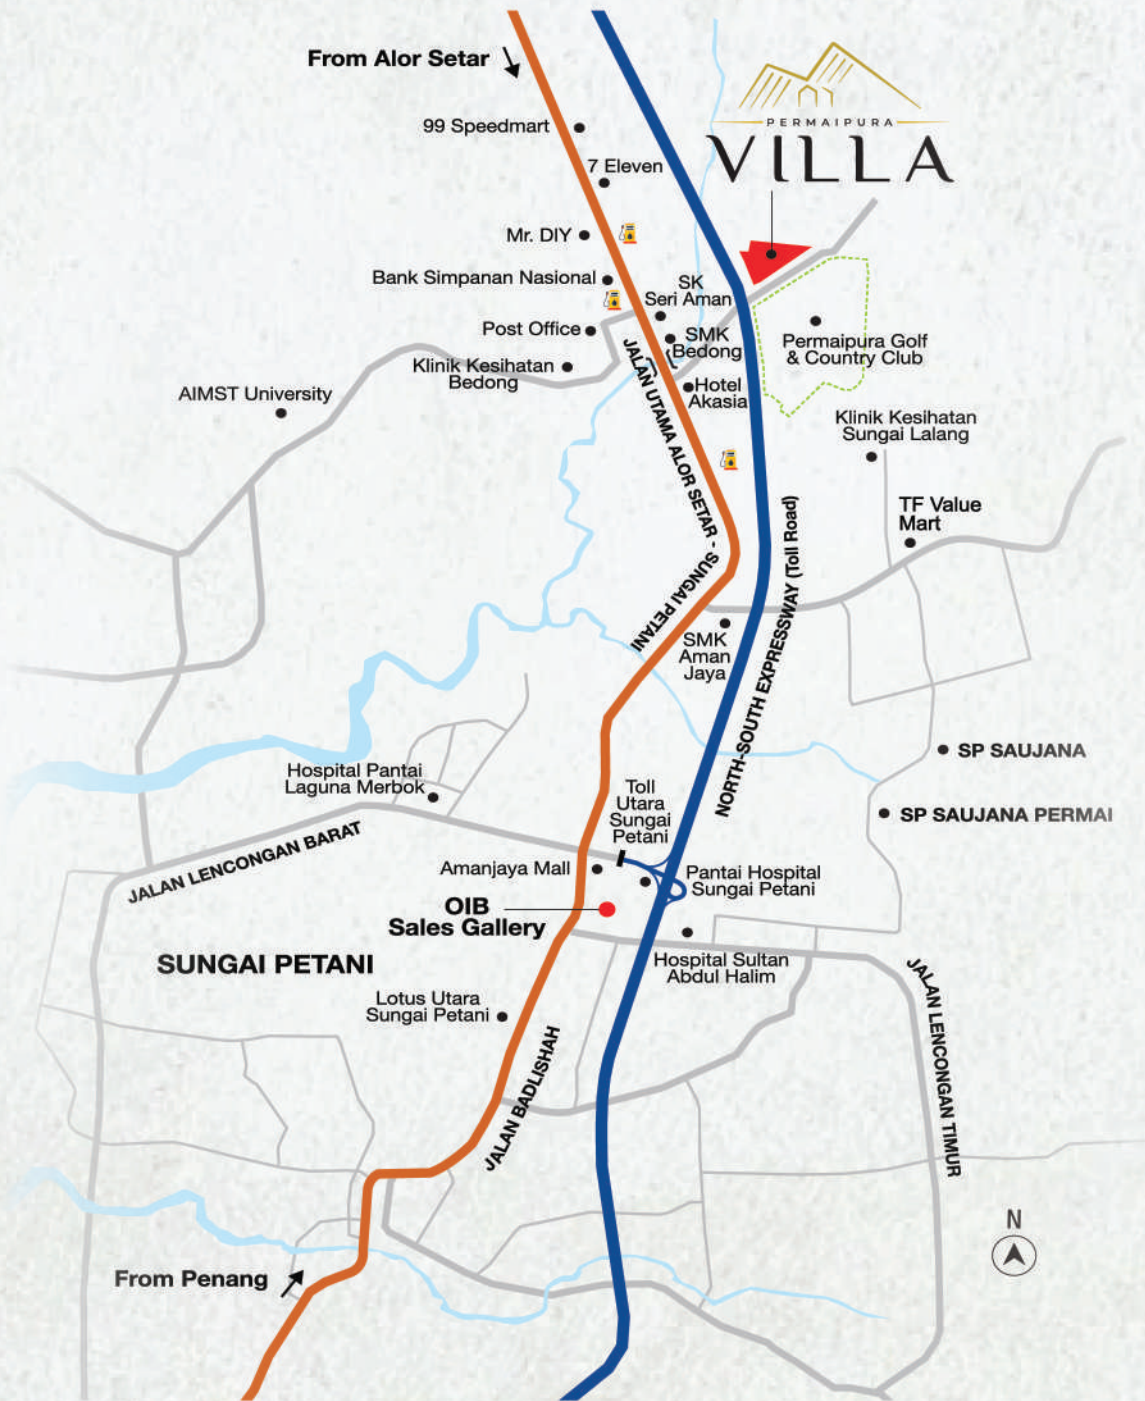 From Alor Setar
99 Speedmart
7 Eleven
PERMAIPURA
VILLA
Mr. DIY
Bank Simpanan Nasional
SK
Seri Aman
Post Office
SMK
Bedong
Permaipura Golf
& Country Club
Klinik Kesihatan
Bedong
Hotel
Akasia
AIMST University
Klinik Kesihatan
Sungai Lalang
JALAN UTAMA ALOR SETAR - SUNGAI PETANI
TF Value
Mart
NORTH-SOUTH EXPRESSWAY (Toll Road)
SMK
Aman
Jaya
SP SAUJANA
Hospital Pantai
Laguna Merbok
Toll
Utara
Sungai
Petani
SP SAUJANA PERMAI
JALAN LENCONGAN BARAT
Amanjaya Mall
Pantai Hospital
Sungai Petani
OIB
Sales Gallery
SUNGAI PETANI
Hospital Sultan
Abdul Halim
Lotus Utara
Sungai Petani
JALAN LENCONGAN TIMUR
JALAN BADLISHAH
N
From Penang